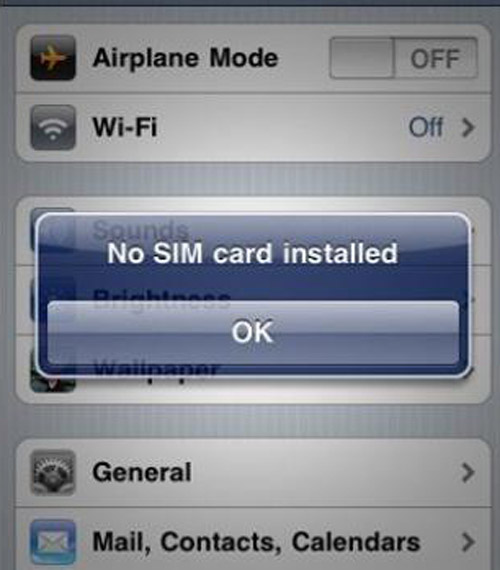 Airplane Mode
OFF
Wi-Fi
Off
Sounds
No SIM card installed
Brightness
OK
Wallpaper
General
Mail, Contacts, Calendars